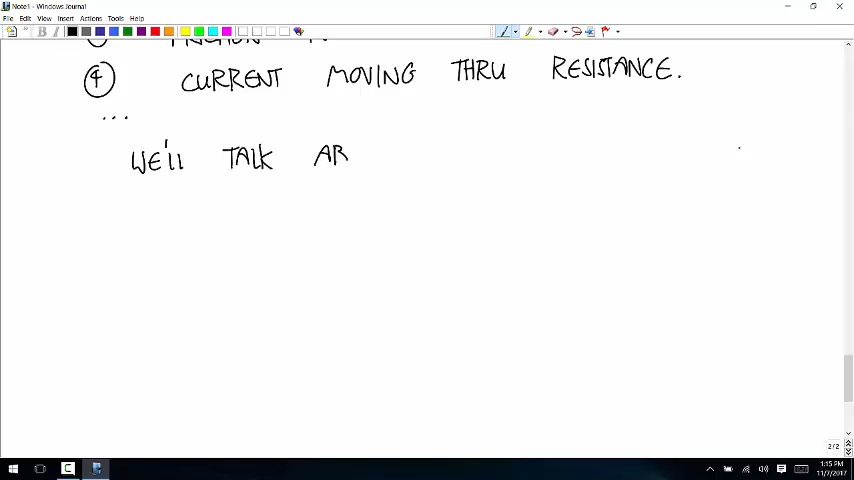 Note1 - Windows Journal
File Edit View Insert Actions Tools Help
④ CURRENT MOVING THRU RESISTANCE.
...
WE'LL TALK AB
2/2
1:15 PM
11/7/2017